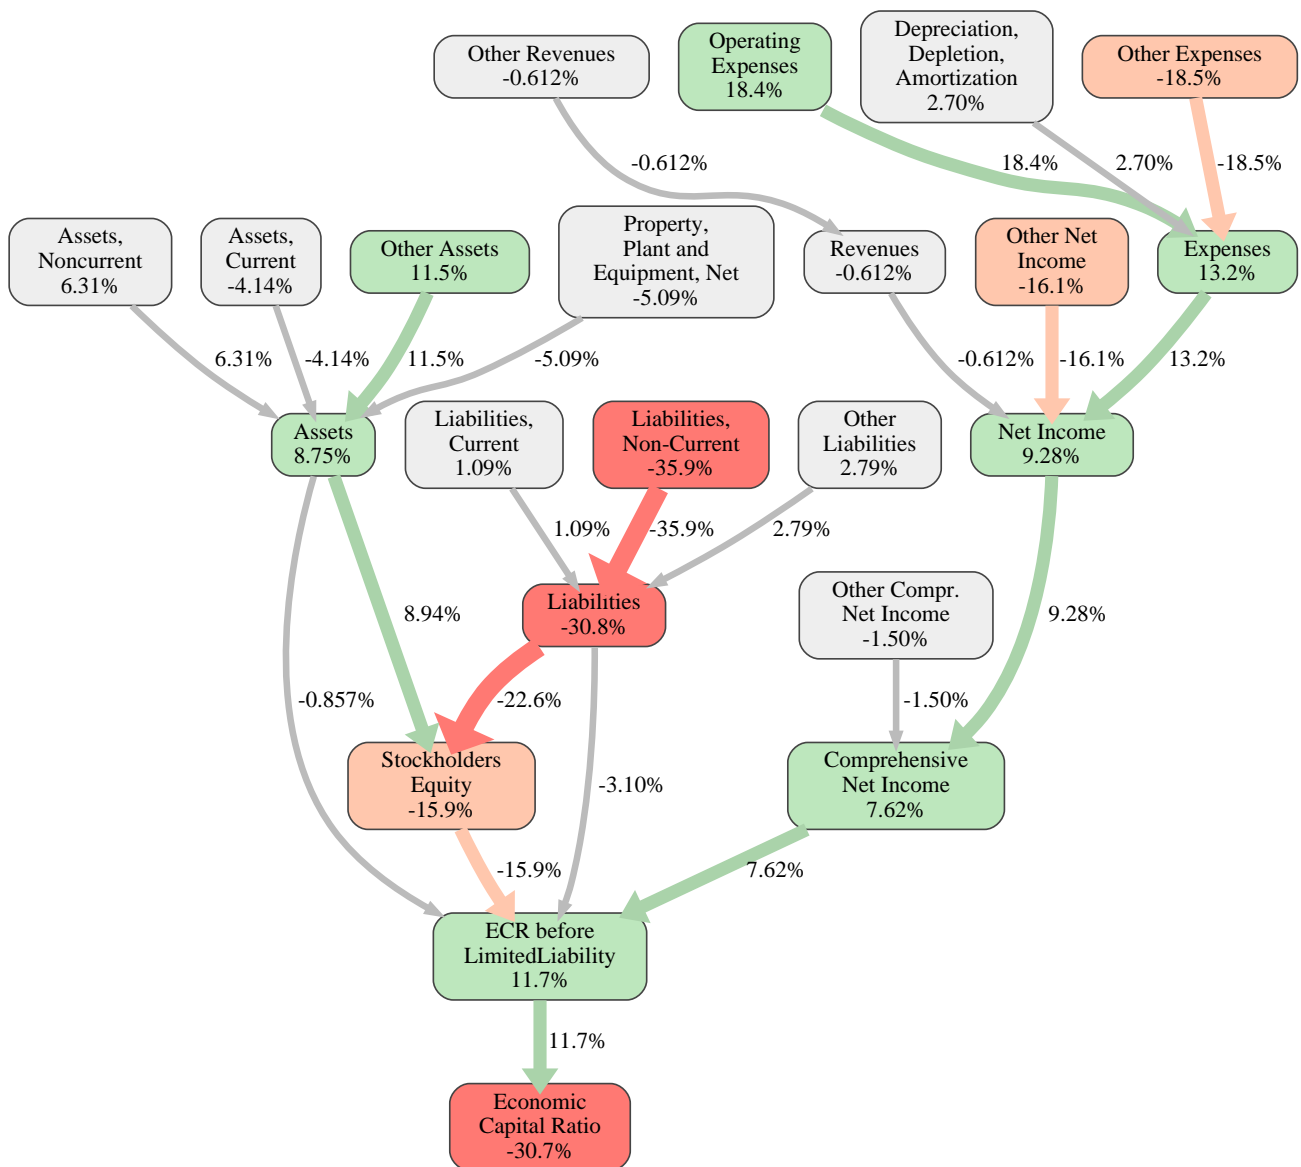 Other Revenues
-0.612%
Operating
Expenses
18.4%
Depreciation,
Depletion,
Amortization
2.70%
Other Expenses
-18.5%
-0.612%
18.4%
2.70%
-18.5%
Assets,
Noncurrent
6.31%
Assets,
Current
-4.14%
Other Assets
11.5%
Property,
Plant and
Equipment, Net
-5.09%
Revenues
-0.612%
Other Net
Income
-16.1%
Expenses
13.2%
6.31%
-4.14%
11.5%
-5.09%
-0.612%
-16.1%
13.2%
Assets
8.75%
Liabilities,
Current
1.09%
Liabilities,
Non-Current
-35.9%
Other
Liabilities
2.79%
Net Income
9.28%
1.09%
-35.9%
2.79%
Liabilities
-30.8%
Other Compr.
Net Income
-1.50%
8.94%
9.28%
-0.857%
-22.6%
-1.50%
Stockholders
Equity
-15.9%
-3.10%
Comprehensive
Net Income
7.62%
-15.9%
7.62%
ECR before
LimitedLiability
11.7%
11.7%
Economic
Capital Ratio
-30.7%